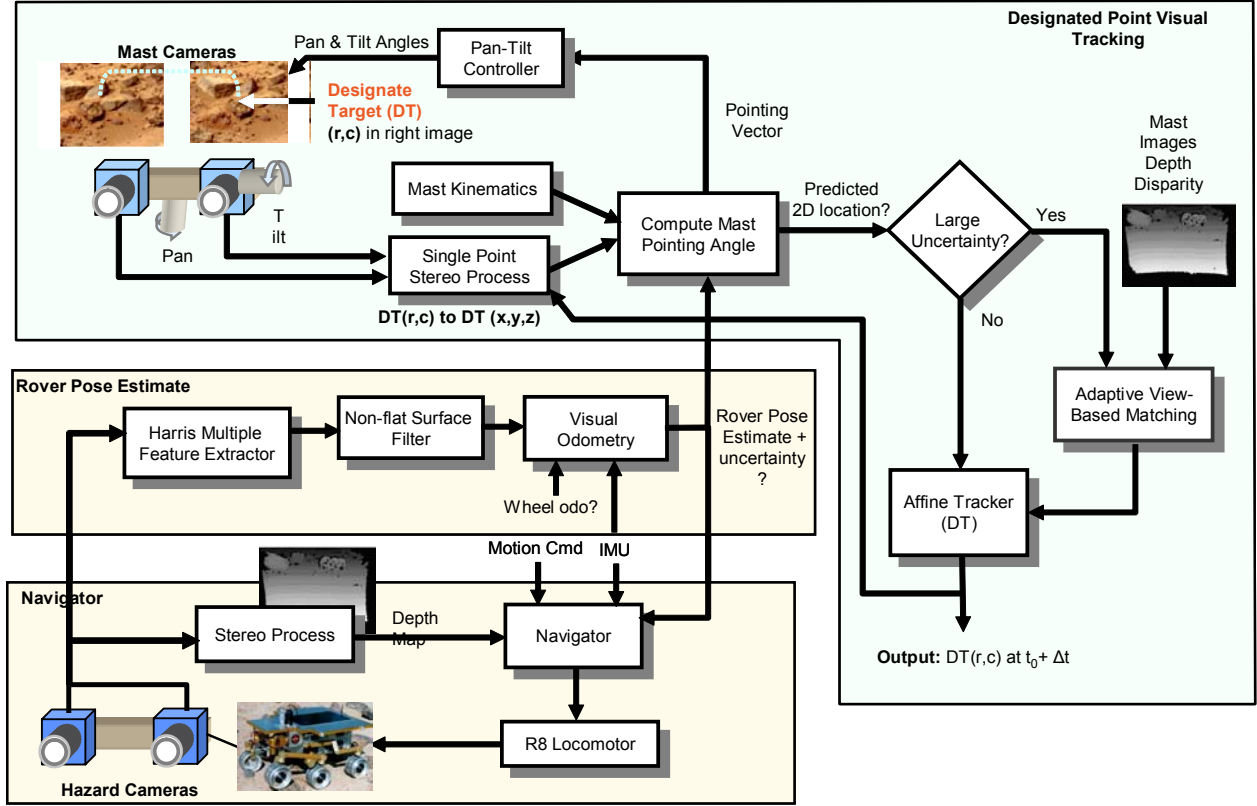 Designated Point Visual
Tracking
Mast Cameras
Pan & Tilt Angles
Pan-Tilt
Controller
Designate
Target (DT)
(r,c) in right image
Pointing
Vector
Mast
Images
Depth
Disparity
Mast Kinematics
Compute Mast
Pointing Angle
Predicted
2D location?
Large
Uncertainty?
Yes
T
ilt
Pan
Single Point
Stereo Process
DT(r,c) to DT (x,y,z)
No
Adaptive View-
Based Matching
Rover Pose Estimate
Harris Multiple
Feature Extractor
Non-flat Surface
Filter
Visual
Odometry
Rover Pose
Estimate +
uncertainty
?
Wheel odo?
Affine Tracker
(DT)
Motion Cmd
IMU
Navigator
Stereo Process
Depth
Map
Navigator
Output: DT(r,c) at t0+ Δt
R8 Locomotor
Hazard Cameras